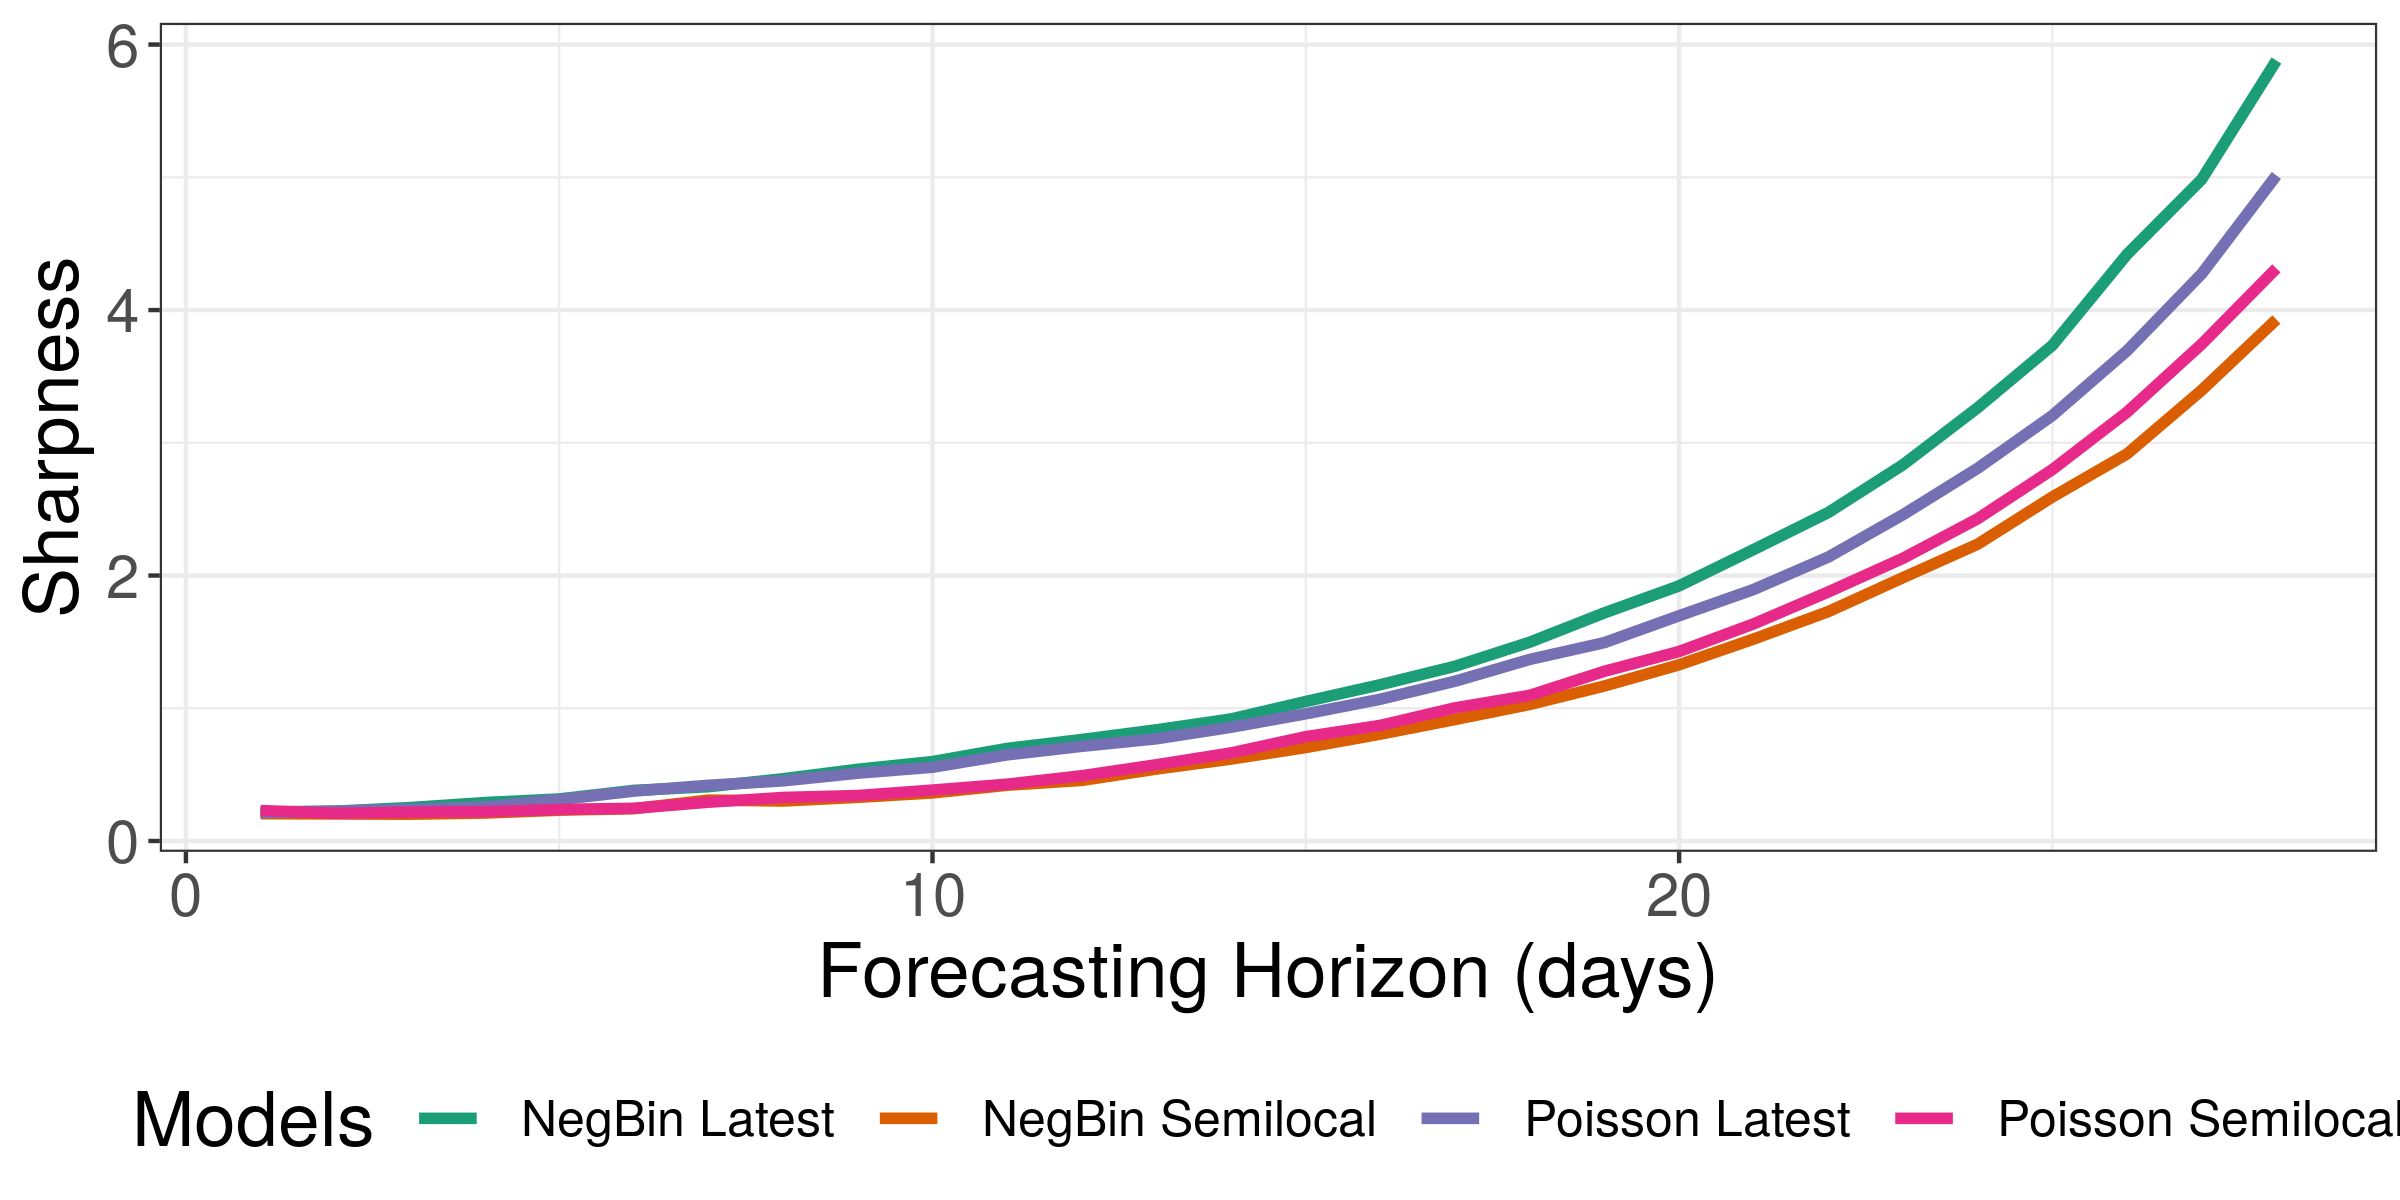 Sharpness
6
4
2
0
0 10 20
Forecasting Horizon (days)
Models NegBin Latest NegBin Semilocal Poisson Latest Poisson Semilocal